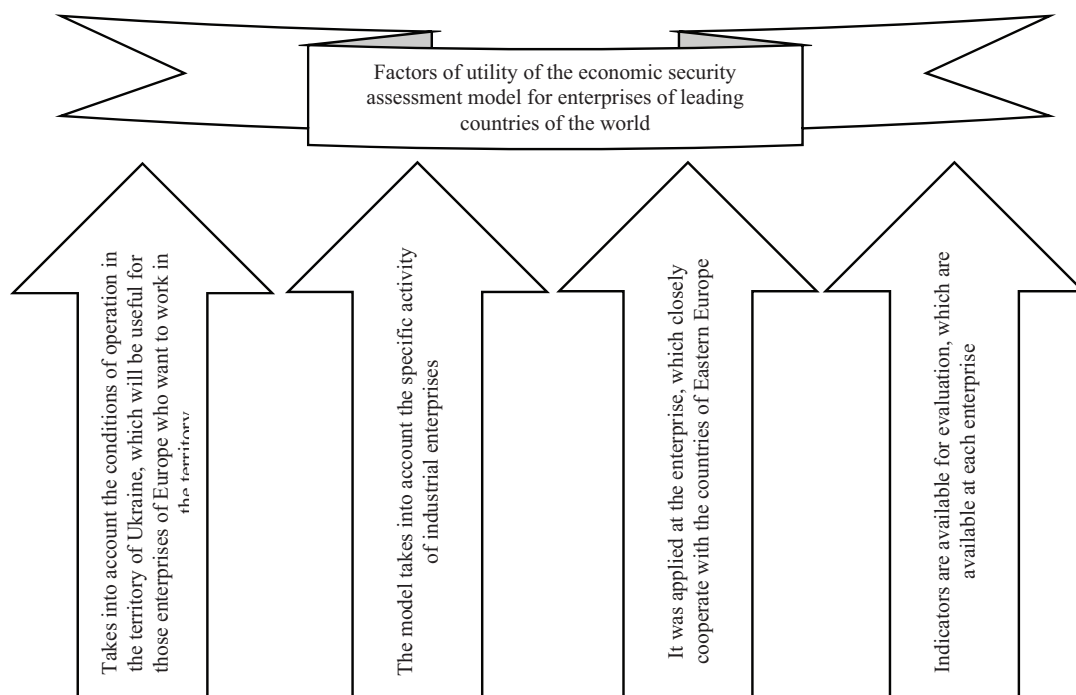 Factors of utility of the economic security
assessment model for enterprises of leading
countries of the world
Takes into account the conditions of operation in
the territory of Ukraine, which will be useful for
those enterprises of Europe who want to work in
the territory
The model takes into account the specific activity
of industrial enterprises
It was applied at the enterprise, which closely
cooperate with the countries of Eastern Europe
Indicators are available for evaluation, which are
available at each enterprise